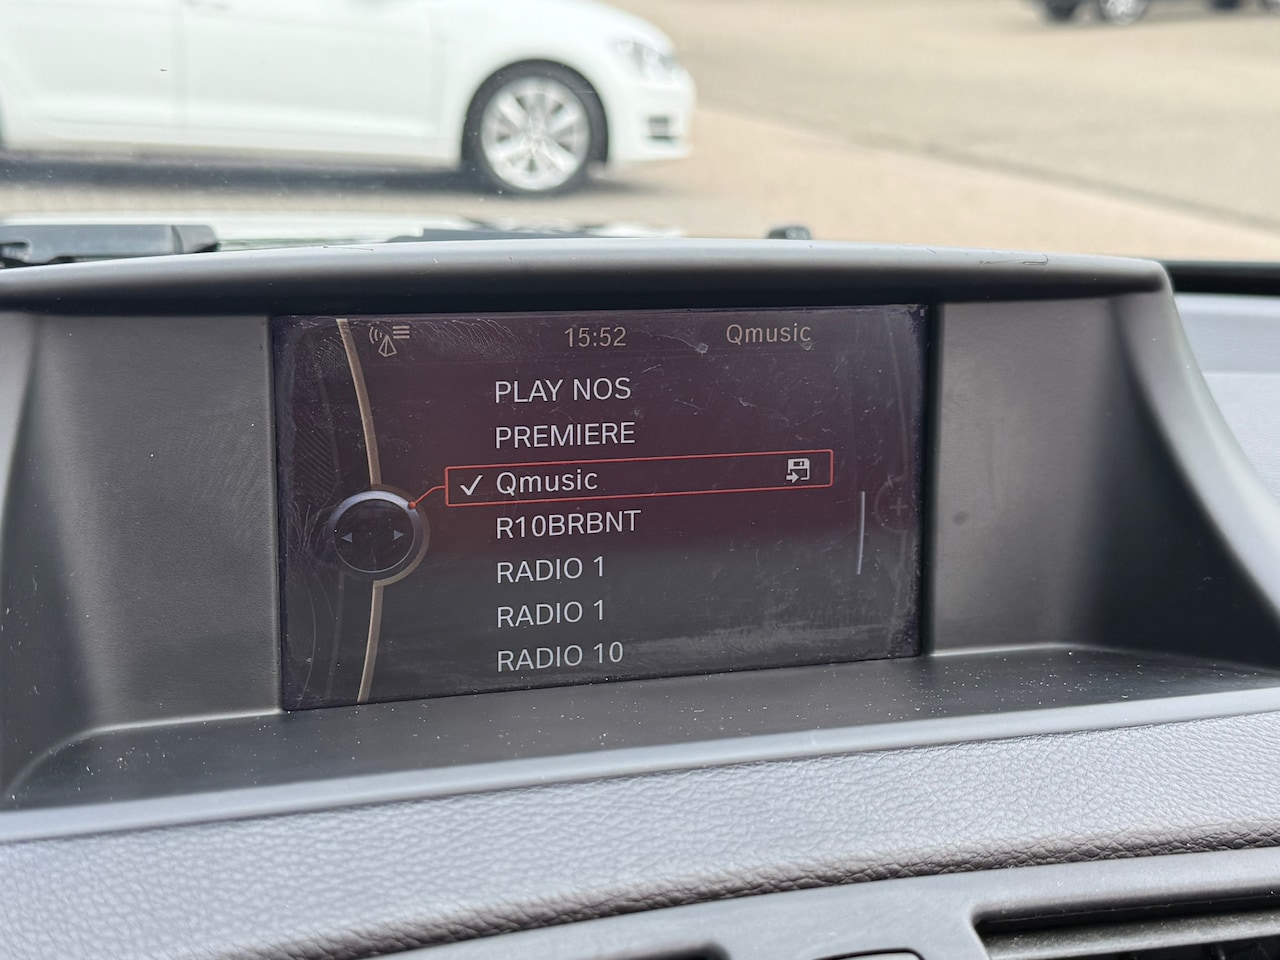 15:52 Qmusic
PLAY NOS
PREMIERE
Qmusic
R10BRBNT
RADIO 1
RADIO 1
RADIO 10